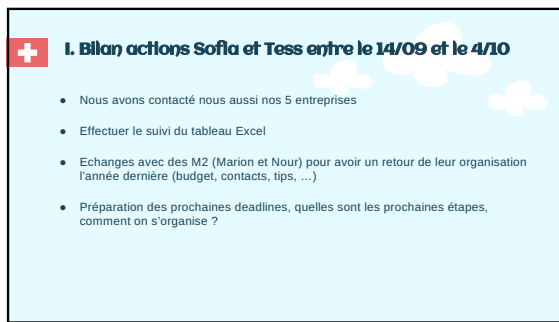 I. Bilan actions Sofia et Tess entre le 14/09 et le 4/10
● Nous avons contacté nous aussi nos 5 entreprises
● Effectuer le suivi du tableau Excel
● Echanges avec des M2 (Marion et Nour) pour avoir un retour de leur organisation
l'année dernière (budget, contacts, tips, …)
● Préparation des prochaines deadlines, quelles sont les prochaines étapes,
comment on s'organise ?